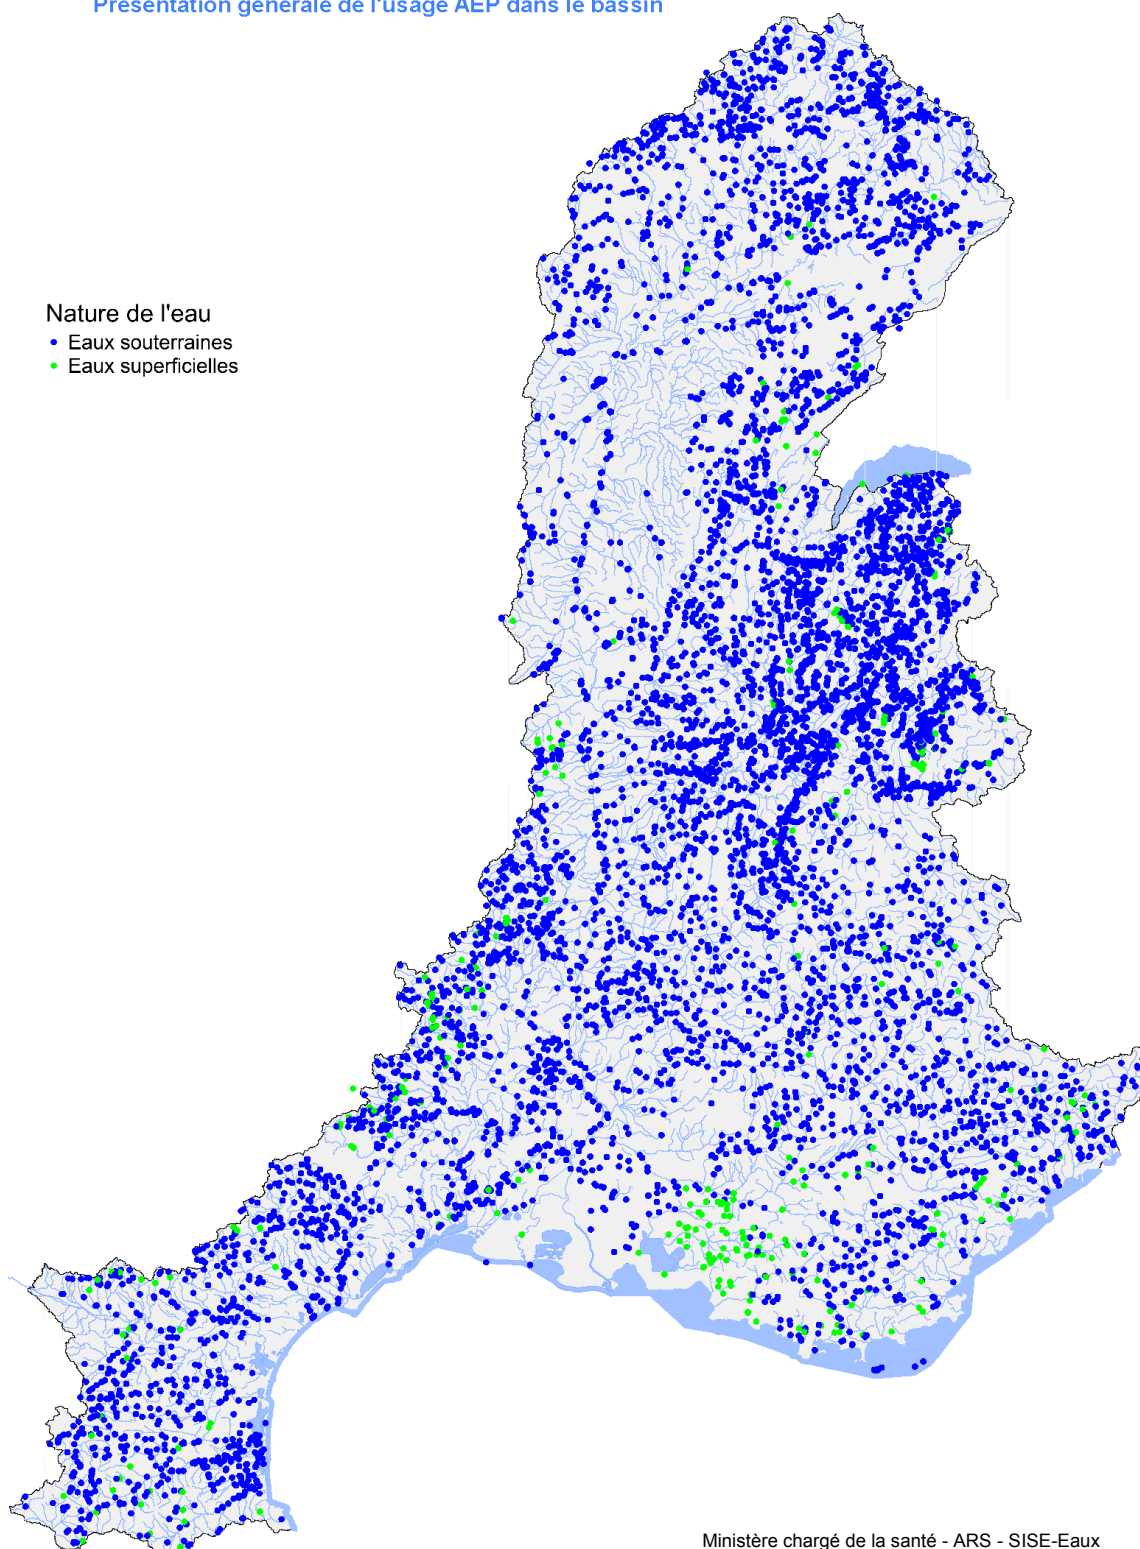 Présentation générale de l'usage AEP dans le bassin
Nature de l'eau
Eaux souterraines
Eaux superficielles
Ministère chargé de la santé - ARS - SISE-Eaux